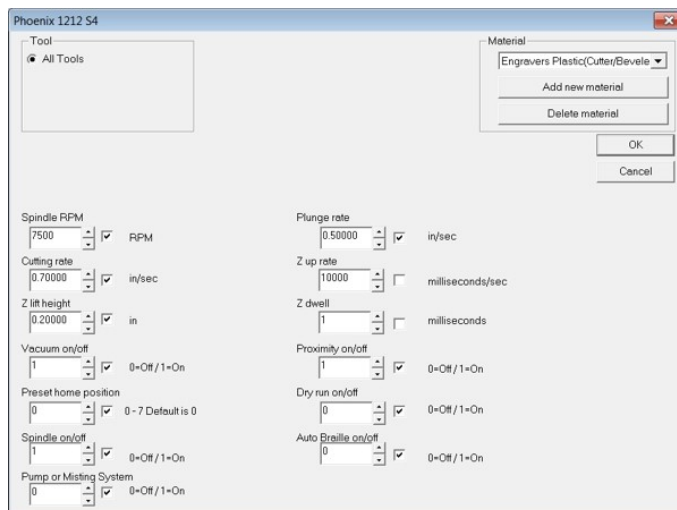 Phoenix 1212 S4
Tool
All Tools
Material
Engravers Plastic(Cutter/Bevele
Add new material
Delete material
OK
Cancel
Spindle RPM
7500 RPM
Plunge rate
0.50000 in/sec
Cutting rate
0.70000 in/sec
Z up rate
10000 milliseconds/sec
Z lift height
0.20000 in
Z dwell
1 milliseconds
Vacuum on/off
1 0=Off / 1=On
Proximity on/off
1 0=Off / 1=On
Preset home position
0 0 - 7 Default is 0
Dry run on/off
0 0=Off / 1=On
Spindle on/off
1 0=Off / 1=On
Auto Braille on/off
0 0=Off / 1=On
Pump or Misting System
0 0=Off / 1=On